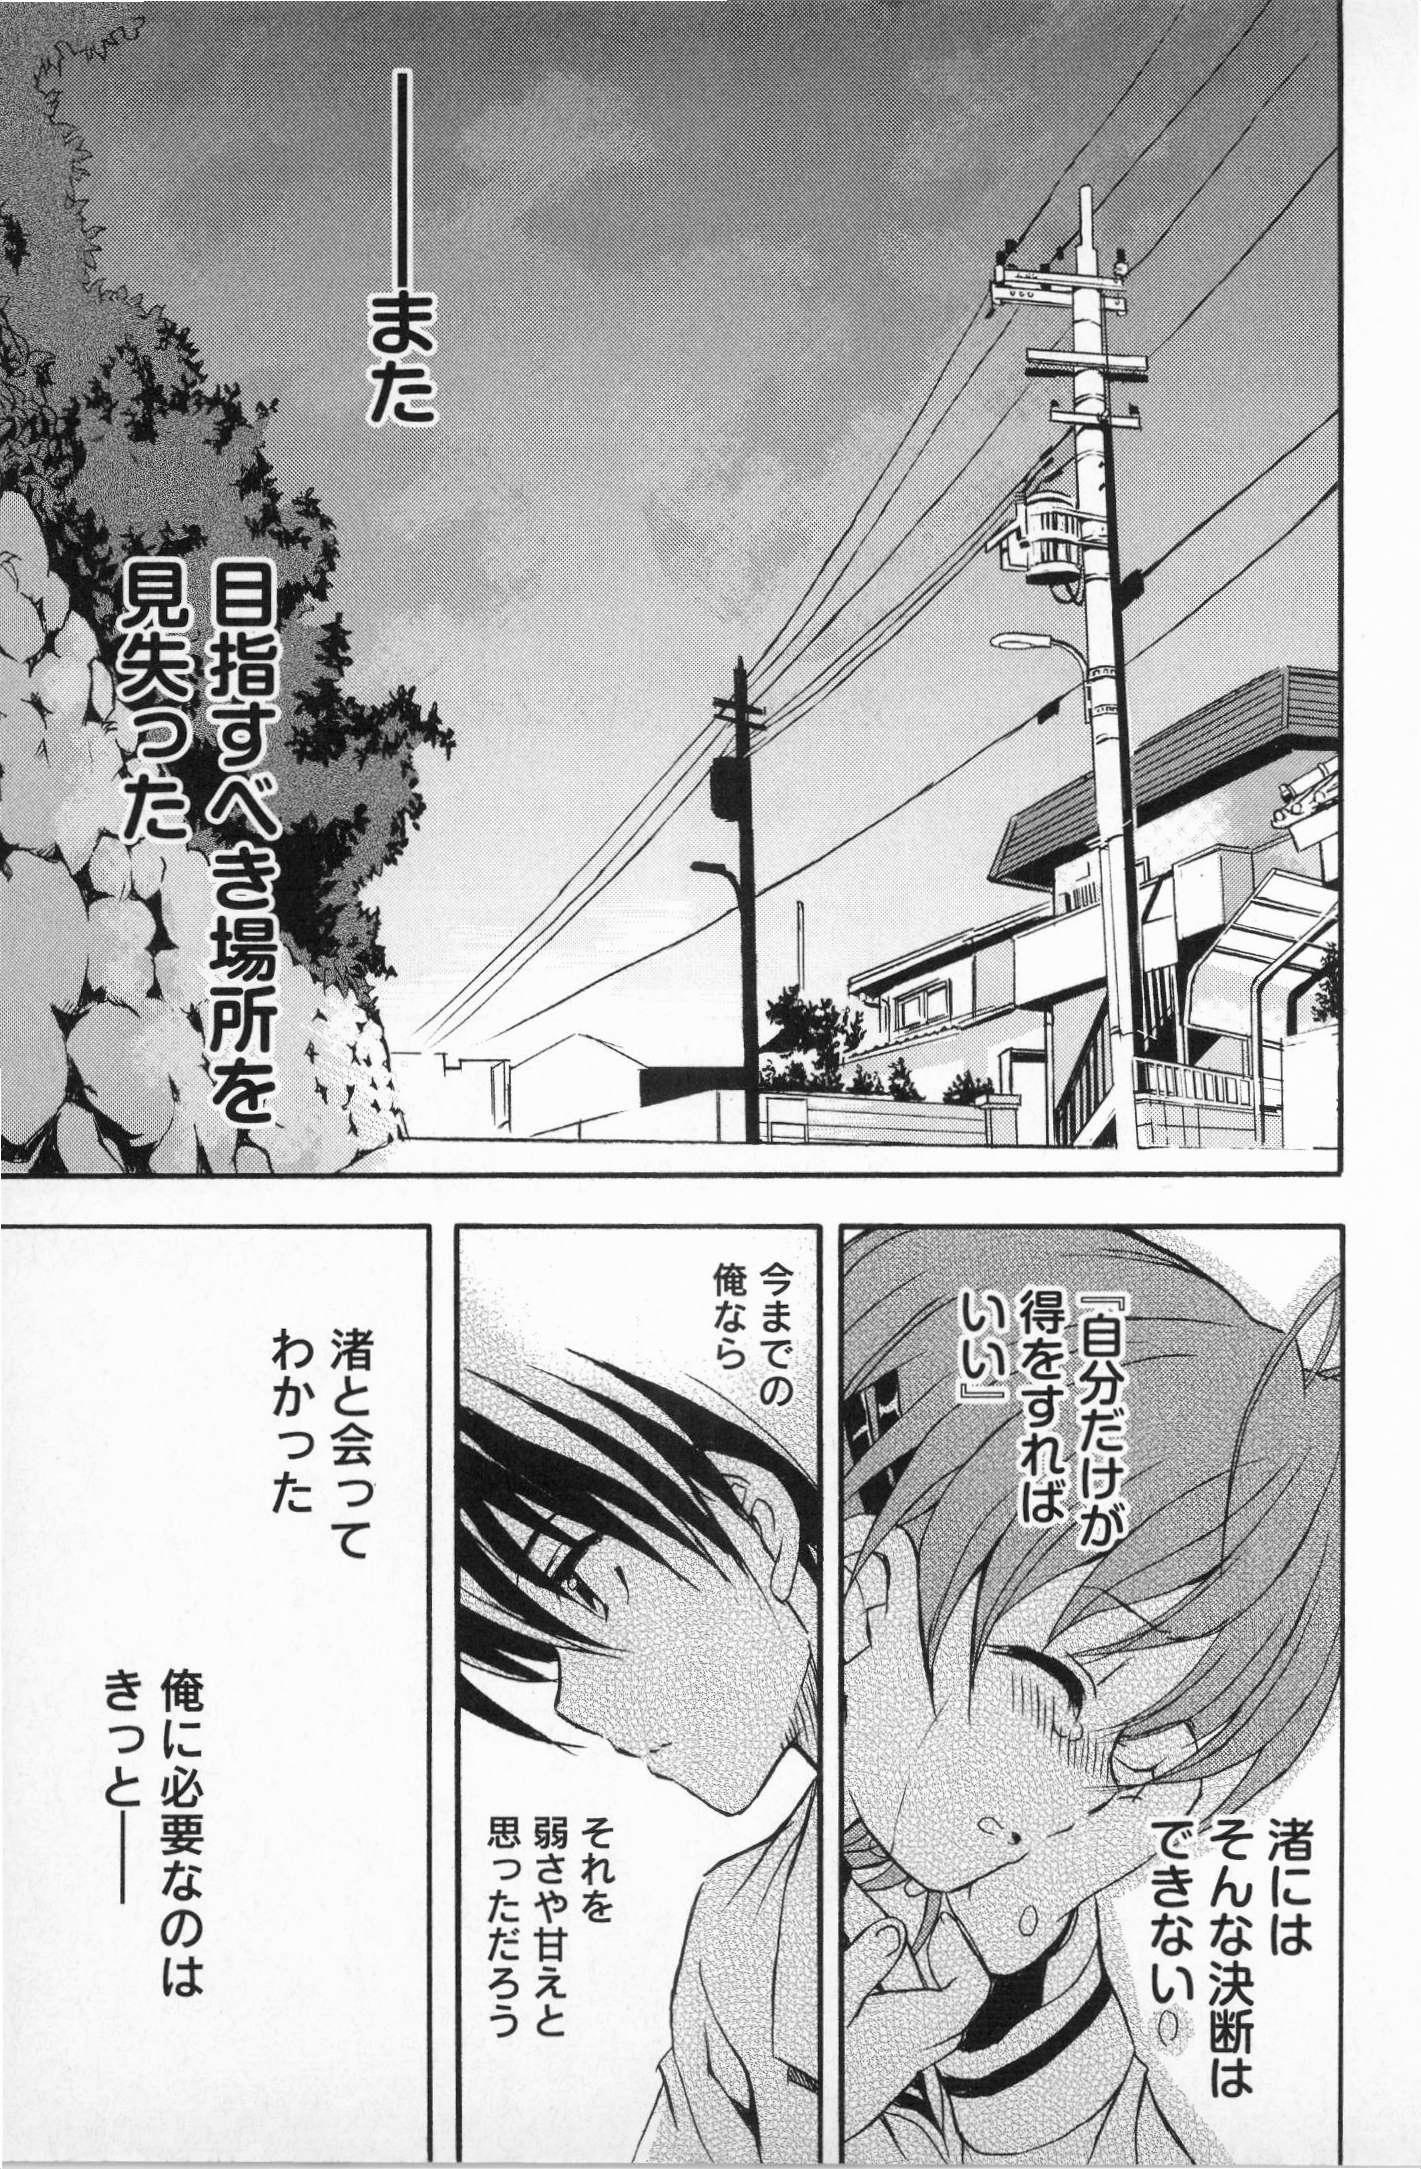 ――また
目指すべき場所を
見失った
『自分だけが
得をすれば
いい』
渚には
そんな決断は
できない
今までの
俺なら
それを
弱さや甘えと
思っただろう
渚と会って
わかった
俺に必要なのは
きっと――